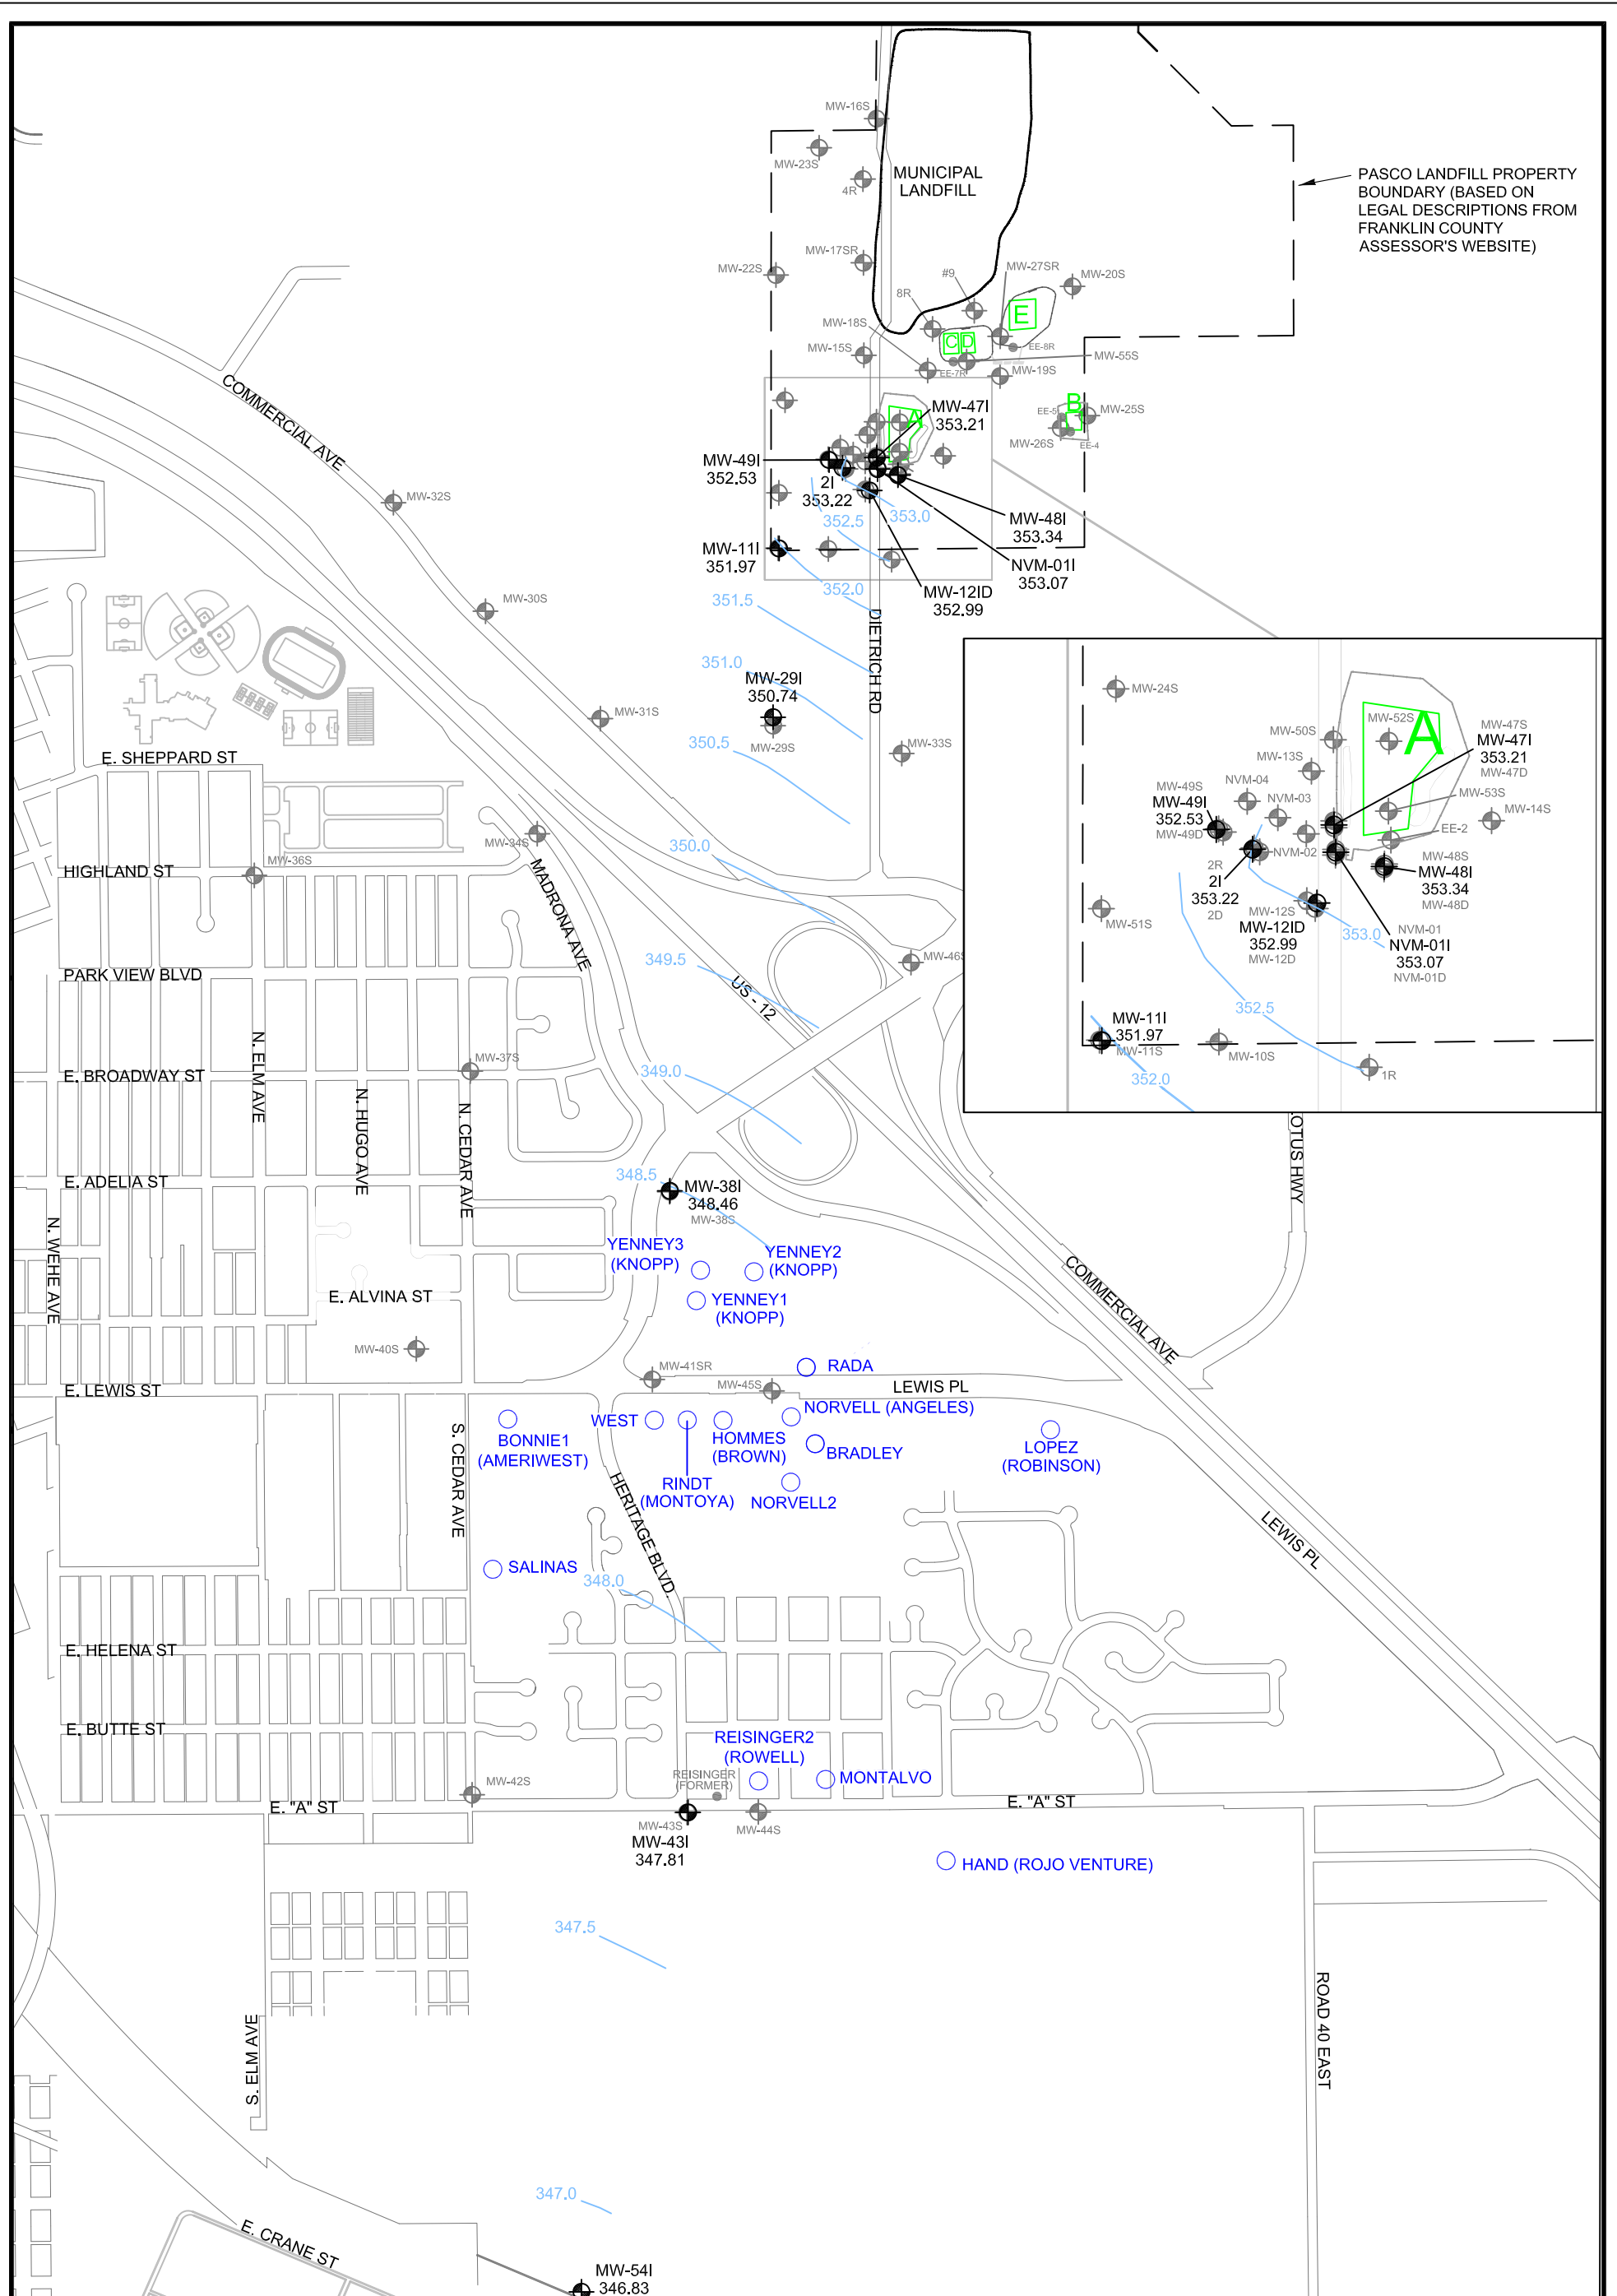 MW-16S
MW-23S
4R
MUNICIPAL
LANDFILL
PASCO LANDFILL PROPERTY
BOUNDARY (BASED ON
LEGAL DESCRIPTIONS FROM
FRANKLIN COUNTY
ASSESSOR'S WEBSITE)
MW-17SR
MW-22S
#9
MW-27SR
MW-20S
8R
E
MW-18S
C D
EE-8R
MW-15S
MW-55S
EE-7R
MW-19S
COMMERCIAL AVE
A
B
MW-47I
353.21
EE-5
MW-25S
MW-26S
EE-4
MW-49I
352.53
2I
353.22
MW-32S
352.5
353.0
MW-48I
353.34
MW-11I
351.97
NVM-01I
353.07
352.0
MW-12ID
352.99
351.5
MW-30S
DIETRICH RD
351.0
MW-29I
350.74
MW-29S
MW-31S
350.5
MW-33S
E. SHEPPARD ST
MW-34S
350.0
HIGHLAND ST
MW-36S
MADRONA AVE
349.5
MW-46S
PARK VIEW BLVD
US - 12
N. ELM AVE
MW-37S
E. BROADWAY ST
349.0
N. HUGO AVE
N. CEDAR AVE
MW-24S
MW-52S
A
MW-50S
MW-47S
MW-47I
353.21
MW-47D
MW-13S
NVM-04
MW-49S
MW-49I
352.53
MW-49D
NVM-03
MW-53S
MW-14S
EE-2
NVM-02
2R
2I
353.22
2D
MW-48S
MW-48I
353.34
MW-48D
MW-51S
MW-12S
MW-12ID
352.99
MW-12D
353.0
NVM-01
NVM-01I
353.07
NVM-01D
352.5
MW-11I
351.97
MW-11S
MW-10S
1R
352.0
OTUS HWY
E. ADELIA ST
348.5
MW-38I
348.46
MW-38S
N. WEHE AVE
YENNEY3
(KNOPP)
YENNEY2
(KNOPP)
YENNEY1
(KNOPP)
E. ALVINA ST
COMMERCIAL AVE
MW-40S
MW-41SR
RADA
E. LEWIS ST
MW-45S
LEWIS PL
NORVELL (ANGELES)
WEST
BONNIE1
(AMERIWEST)
HOMMES
(BROWN)
BRADLEY
LOPEZ
(ROBINSON)
S. CEDAR AVE
RINDT
(MONTOYA)
NORVELL2
HERITAGE BLVD.
LEWIS PL
SALINAS
348.0
E. HELENA ST
E. BUTTE ST
REISINGER2
(ROWELL)
REISINGER
(FORMER)
MONTALVO
MW-42S
E. "A" ST
E. "A" ST
MW-43S
MW-43I
347.81
MW-44S
HAND (ROJO VENTURE)
347.5
ROAD 40 EAST
S. ELM AVE
347.0
E. CRANE ST
MW-54I
346.83